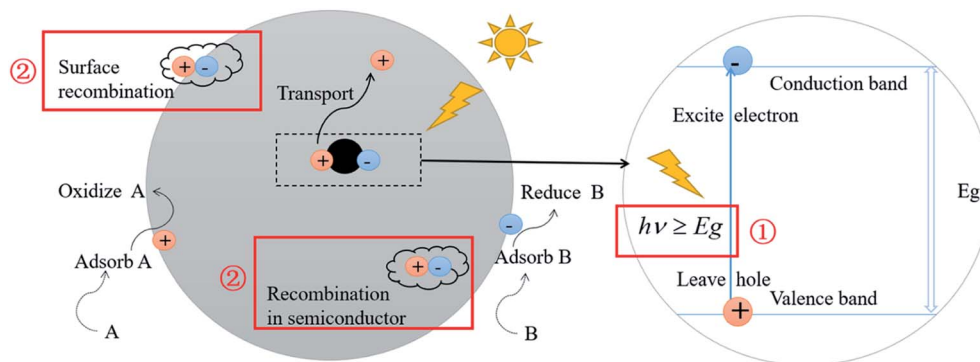 ②
Surface
recombination
+ -
+
Transport
+ -
Oxidize A
+
Adsorb A
A
②
Recombination
in semiconductor
+ -
Reduce B
-
Adsorb B
B
-
Conduction band
Excite electron
Eg
hν ≥ Eg
①
Leave hole
Valence band
+